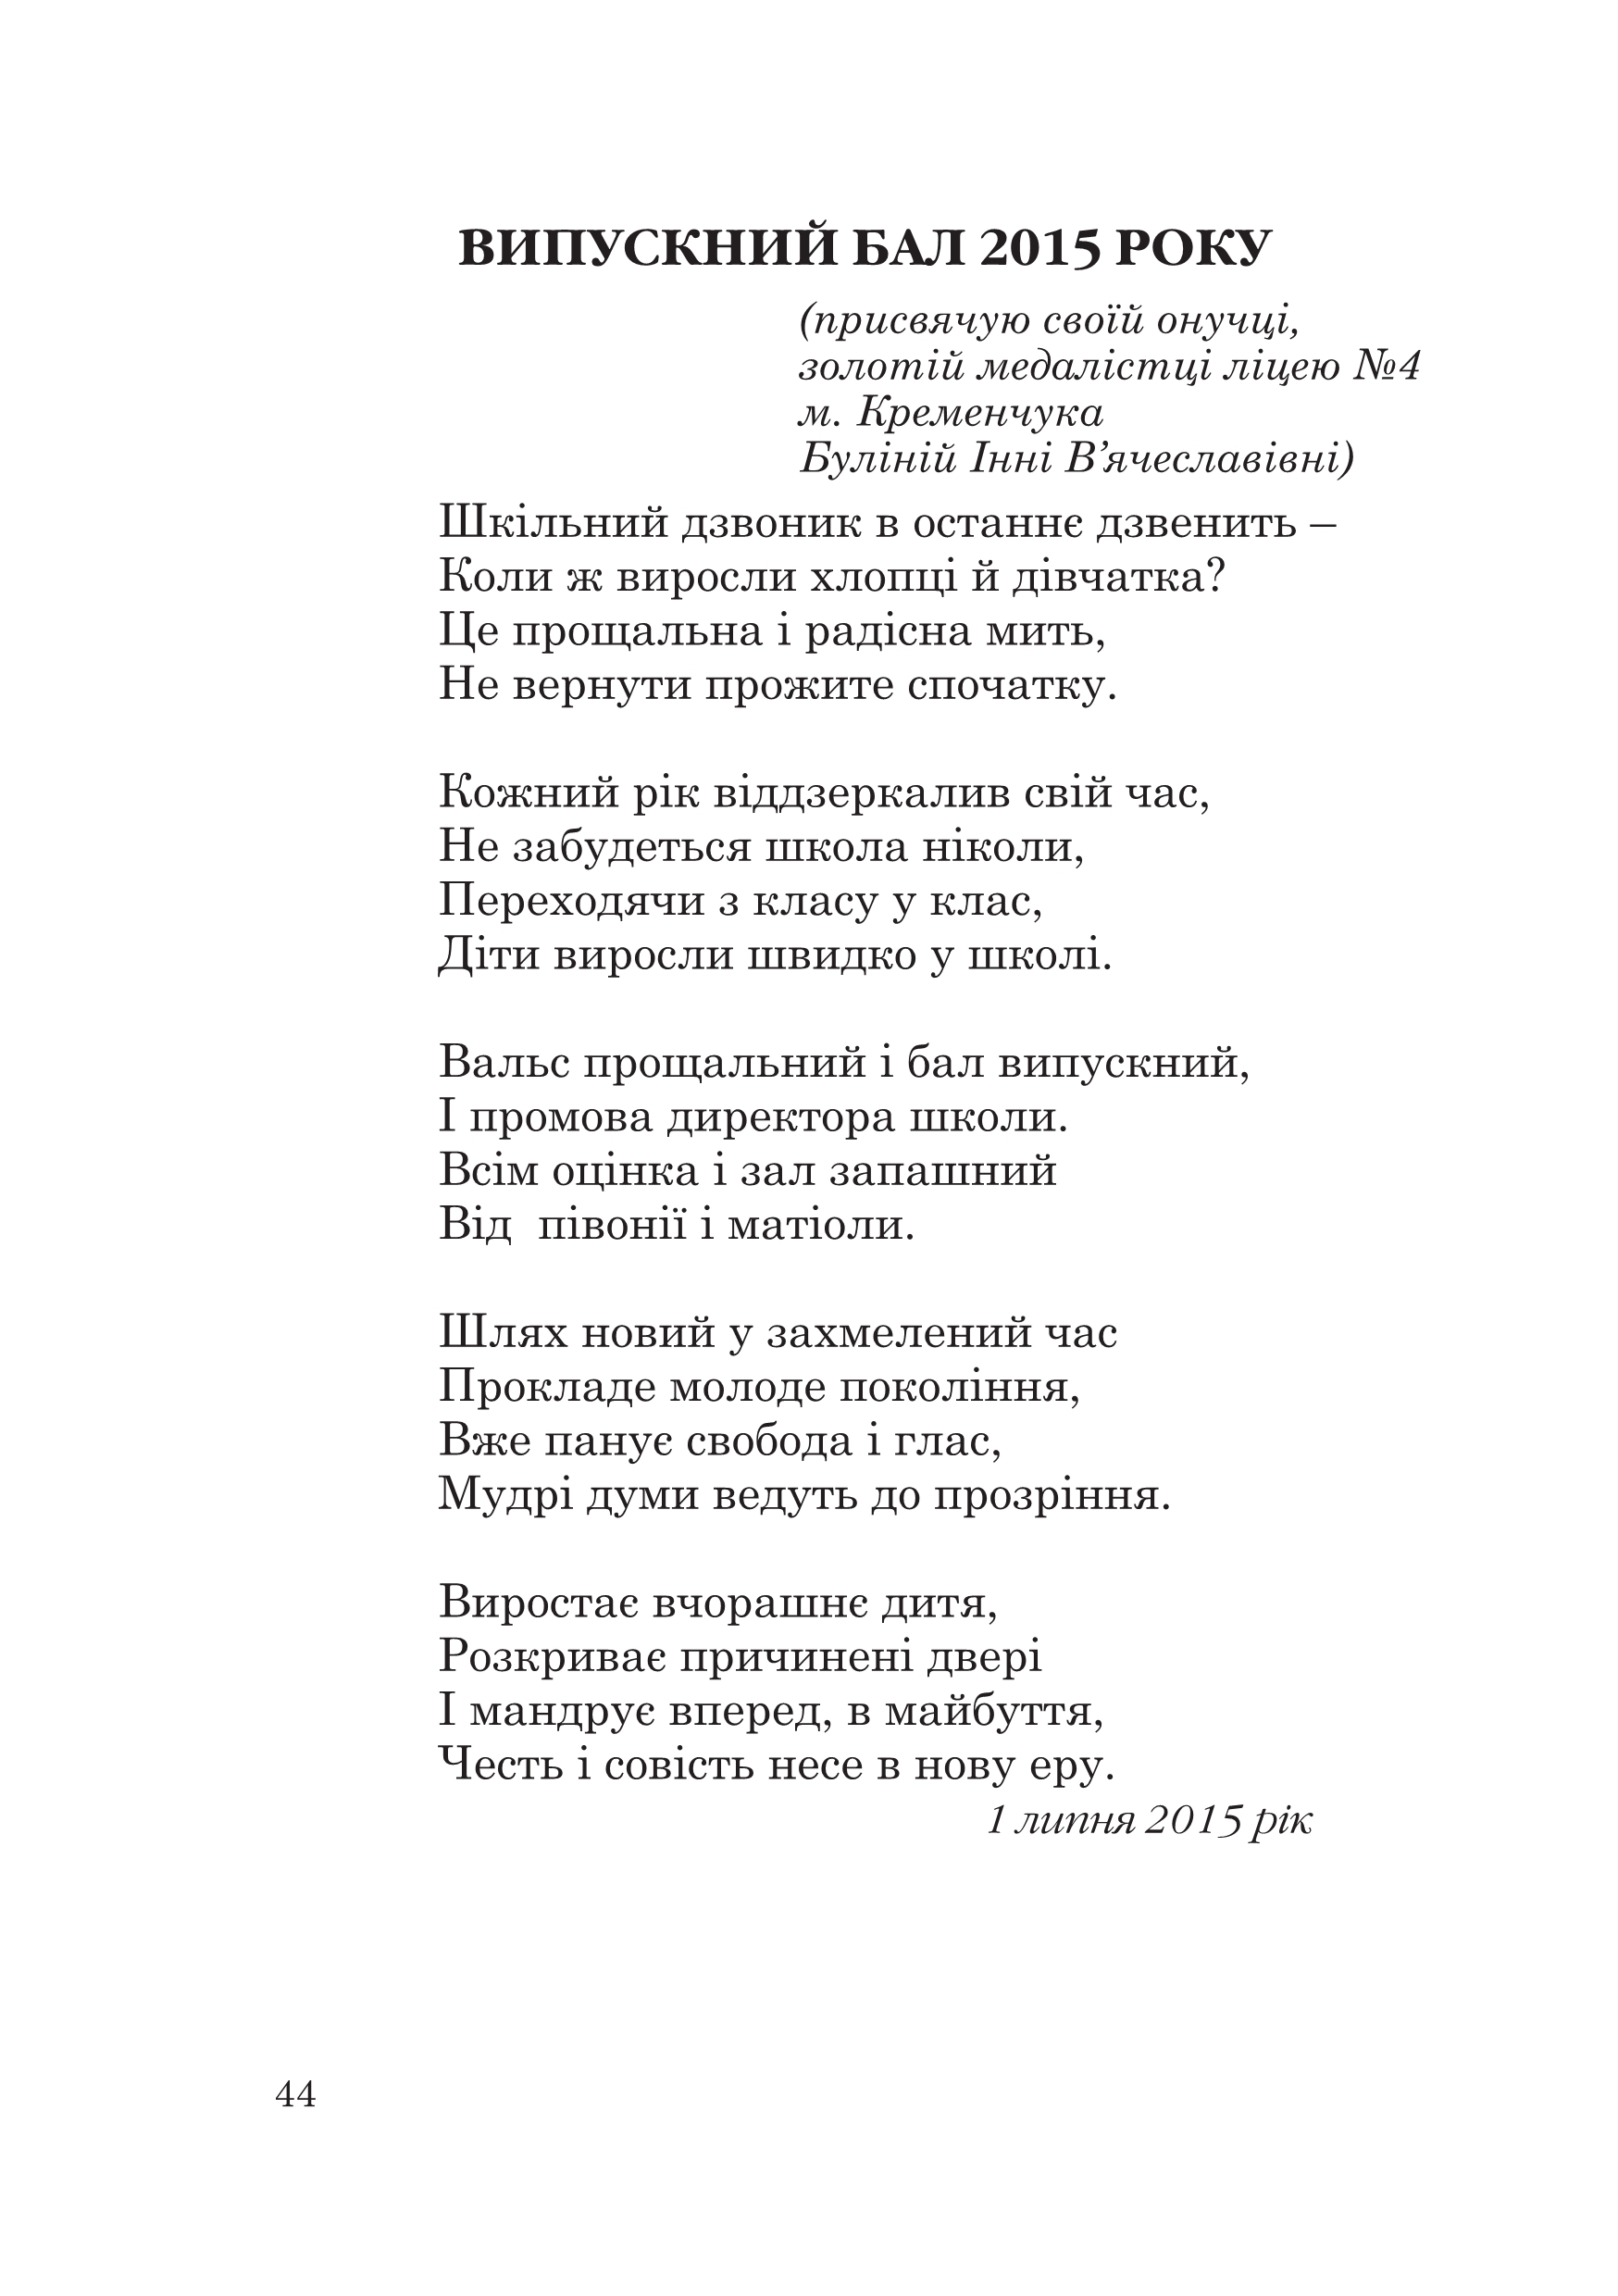 ВИПУСКНИЙ БАЛ 2015 РОКУ
(присвячую своїй онучці,
золотій медалістці ліцею №4
м. Кременчука
Буліній Інні В’ячеславівні)
Шкільний дзвоник в останнє дзвенить –
Коли ж виросли хлопці й дівчатка?
Це прощальна і радісна мить,
Не вернути прожите спочатку.
Кожний рік віддзеркалив свій час,
Не забудеться школа ніколи,
Переходячи з класу у клас,
Діти виросли швидко у школі.
Вальс прощальний і бал випускний,
І промова директора школи.
Всім оцінка і зал запашний
Від  півонії і матіоли.
Шлях новий у захмелений час
Прокладе молоде покоління,
Вже панує свобода і глас,
Мудрі думи ведуть до прозріння.
Виростає вчорашнє дитя,
Розкриває причинені двері
І мандрує вперед, в майбуття,
Честь і совість несе в нову еру.
1 липня 2015 рік
44